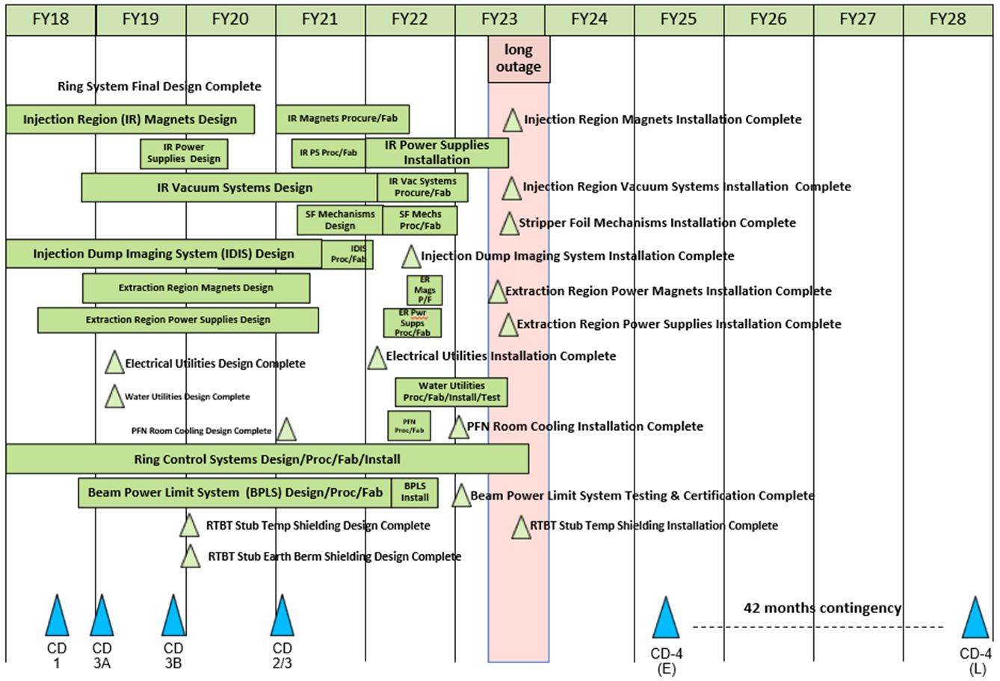 FY18 FY19 FY20 FY21 FY22 FY23 FY24 FY25 FY26 FY27 FY28
long
outage
Ring System Final Design Complete
Injection Region (IR) Magnets Design
IR Magnets Procure/Fab
Injection Region Magnets Installation Complete
IR Power
Supplies Design
IR PS Proc/Fab
IR Power Supplies
Installation
IR Vacuum Systems Design
IR Vac Systems
Procure/Fab
Injection Region Vacuum Systems Installation Complete
SF Mechanisms
Design
SF Mechs
Proc/Fab
Stripper Foil Mechanisms Installation Complete
Injection Dump Imaging System (IDIS) Design
IDIS
Proc/Fab
Injection Dump Imaging System Installation Complete
Extraction Region Magnets Design
ER
Mags
P/F
Extraction Region Power Magnets Installation Complete
Extraction Region Power Supplies Design
ER Pwr
Supps
Proc/Fab
Extraction Region Power Supplies Installation Complete
Electrical Utilities Design Complete
Electrical Utilities Installation Complete
Water Utilities Design Complete
Water Utilities
Proc/Fab/Install/Test
PFN Room Cooling Design Complete
PFN
Proc/Fab
PFN Room Cooling Installation Complete
Ring Control Systems Design/Proc/Fab/Install
Beam Power Limit System (BPLS) Design/Proc/Fab
BPLS
Install
Beam Power Limit System Testing & Certification Complete
RTBT Stub Temp Shielding Design Complete
RTBT Stub Temp Shielding Installation Complete
RTBT Stub Earth Berm Shielding Design Complete
42 months contingency
CD
1
CD
3A
CD
3B
CD
2/3
CD-4
(E)
CD-4
(L)